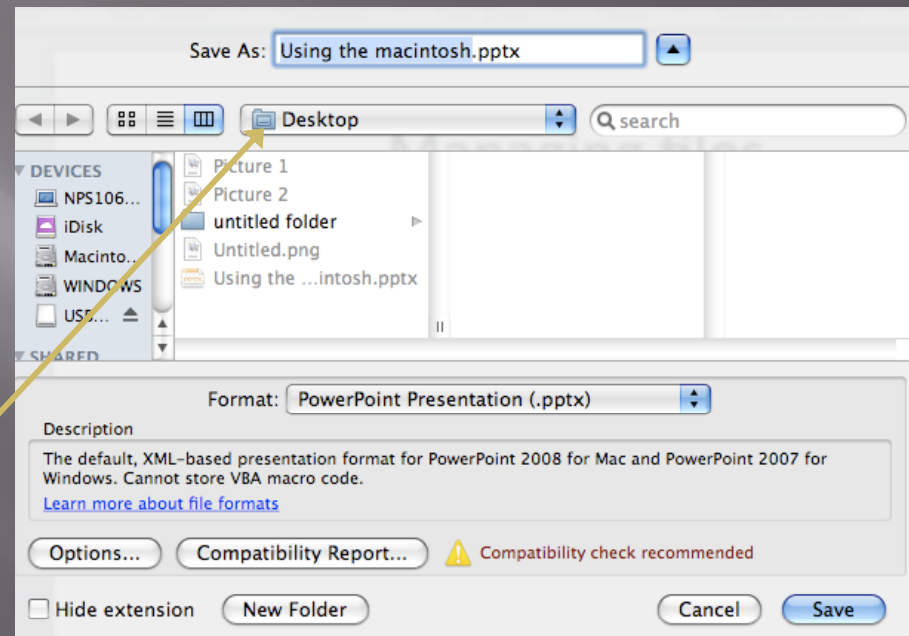 Save As: Using the macintosh.pptx
Desktop
search
Managing files
DEVICES
NPS106...
iDisk
Macinto...
WINDOWS
USB...
SHARED
Picture 1
Picture 2
untitled folder
Untitled.png
Using the ...intosh.pptx
Format: PowerPoint Presentation (.pptx)
Description
The default, XML-based presentation format for PowerPoint 2008 for Mac and PowerPoint 2007 for
Windows. Cannot store VBA macro code.
Learn more about file formats
Options... Compatibility Report... Compatibility check recommended
Hide extension New Folder Cancel Save